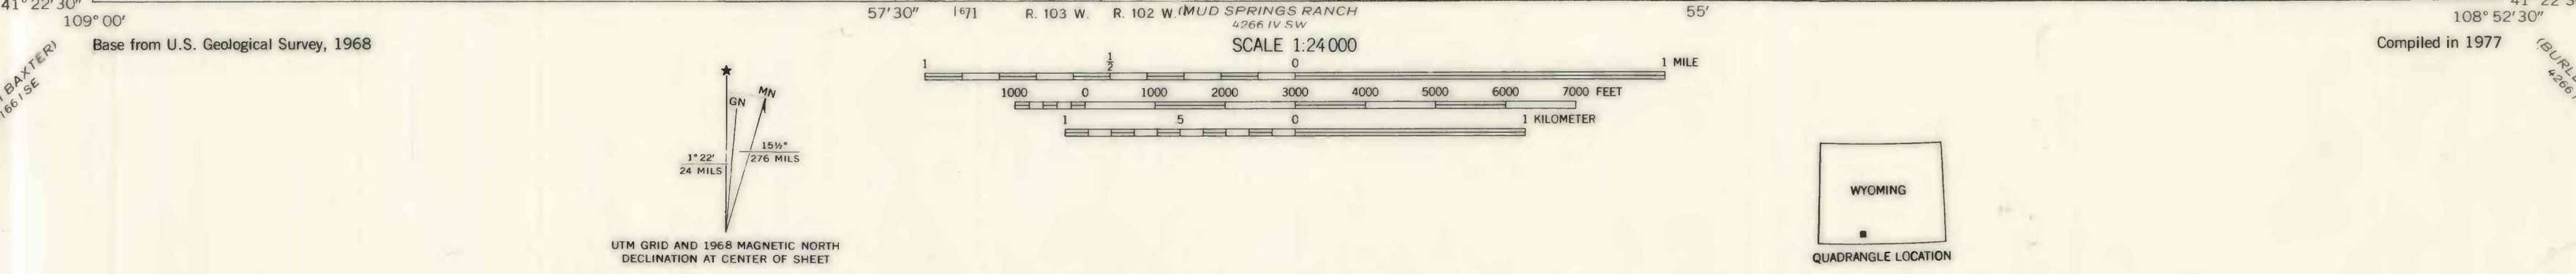 41° 22′ 30″
109° 00′
57′ 30″
1671
R. 103 W.
R. 102 W.
(MUD SPRINGS RANCH
4266 IV SW
55′
108° 52′ 30″
BAXTER)
Base from U.S. Geological Survey, 1968
SCALE 1:24 000
Compiled in 1977
1 ½ 0 1 MILE
1000 0 1000 2000 3000 4000 5000 6000 7000 FEET
1 .5 0 1 KILOMETER
★
GN
MN
1° 22′
24 MILS
15½°
276 MILS
UTM GRID AND 1968 MAGNETIC NORTH
DECLINATION AT CENTER OF SHEET
WYOMING
QUADRANGLE LOCATION